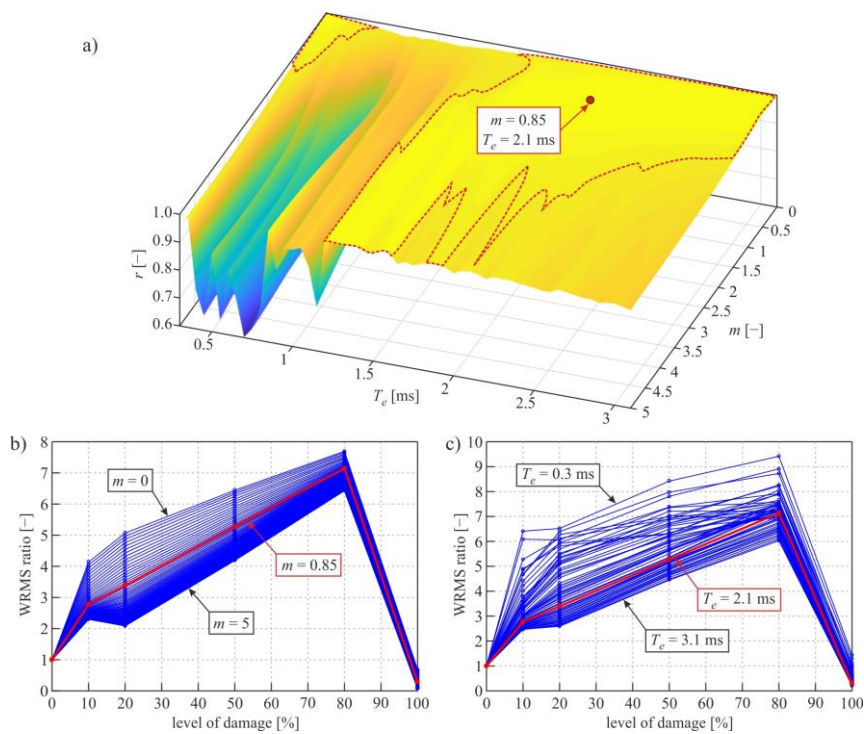 a)
m = 0.85
T_e = 2.1 ms
1.0
0.9
0.8
0.7
0.6
r [−]
0.5
1
1.5
2
2.5
3
T_e [ms]
0
0.5
1
1.5
2
2.5
3
3.5
4
4.5
5
m [−]
b)
8
7
6
5
4
3
2
1
0
WRMS ratio [−]
m = 0
m = 0.85
m = 5
0 10 20 30 40 50 60 70 80 90 100
level of damage [%]
c)
10
9
8
7
6
5
4
3
2
1
0
WRMS ratio [−]
T_e = 0.3 ms
T_e = 2.1 ms
T_e = 3.1 ms
0 10 20 30 40 50 60 70 80 90 100
level of damage [%]